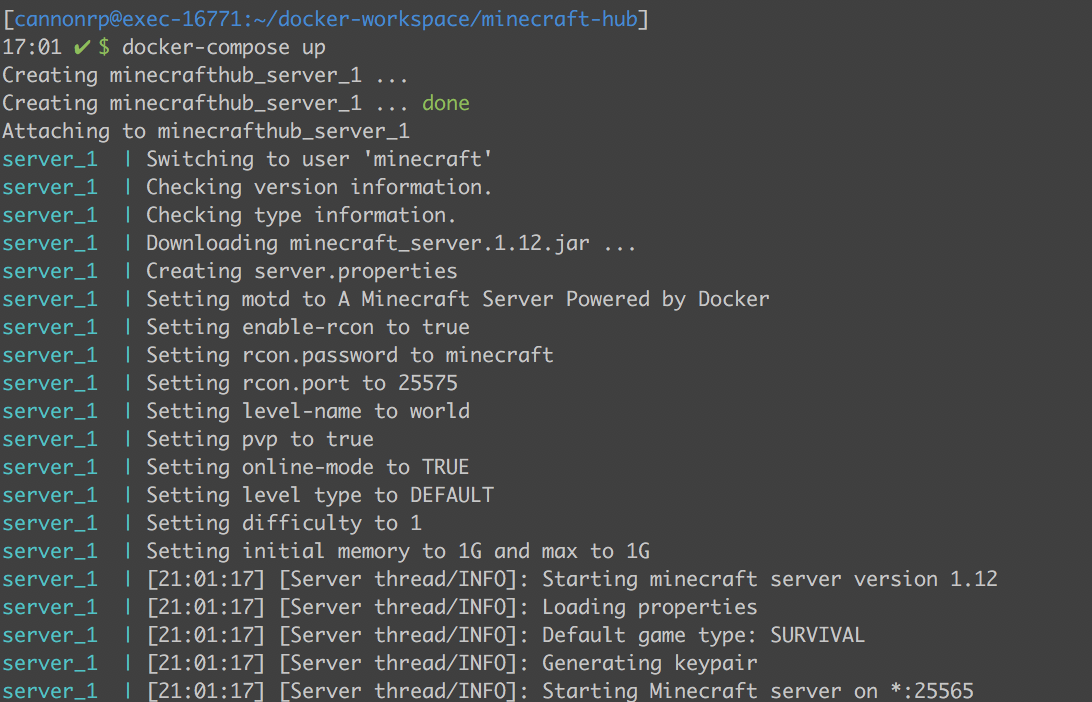 [cannonrp@exec-16771:~/docker-workspace/minecraft-hub]
17:01 ✔ $ docker-compose up
Creating minecrafthub_server_1 ...
Creating minecrafthub_server_1 ... done
Attaching to minecrafthub_server_1
server_1  | Switching to user 'minecraft'
server_1  | Checking version information.
server_1  | Checking type information.
server_1  | Downloading minecraft_server.1.12.jar ...
server_1  | Creating server.properties
server_1  | Setting motd to A Minecraft Server Powered by Docker
server_1  | Setting enable-rcon to true
server_1  | Setting rcon.password to minecraft
server_1  | Setting rcon.port to 25575
server_1  | Setting level-name to world
server_1  | Setting pvp to true
server_1  | Setting online-mode to TRUE
server_1  | Setting level type to DEFAULT
server_1  | Setting difficulty to 1
server_1  | Setting initial memory to 1G and max to 1G
server_1  | [21:01:17] [Server thread/INFO]: Starting minecraft server version 1.12
server_1  | [21:01:17] [Server thread/INFO]: Loading properties
server_1  | [21:01:17] [Server thread/INFO]: Default game type: SURVIVAL
server_1  | [21:01:17] [Server thread/INFO]: Generating keypair
server_1  | [21:01:17] [Server thread/INFO]: Starting Minecraft server on *:25565